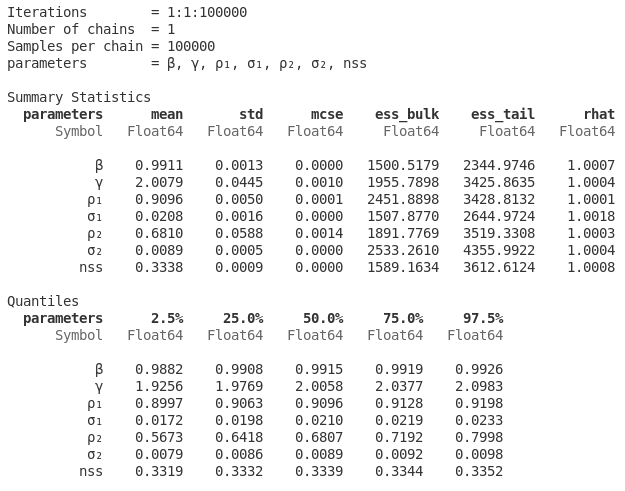 Iterations        = 1:1:100000
Number of chains  = 1
Samples per chain = 100000
parameters        = β, γ, ρ₁, σ₁, ρ₂, σ₂, nss
Summary Statistics
  parameters      mean       std      mcse    ess_bulk    ess_tail      rhat
      Symbol   Float64   Float64   Float64     Float64     Float64   Float64
           β    0.9911    0.0013    0.0000   1500.5179   2344.9746    1.0007
           γ    2.0079    0.0445    0.0010   1955.7898   3425.8635    1.0004
          ρ₁    0.9096    0.0050    0.0001   2451.8898   3428.8132    1.0001
          σ₁    0.0208    0.0016    0.0000   1507.8770   2644.9724    1.0018
          ρ₂    0.6810    0.0588    0.0014   1891.7769   3519.3308    1.0003
          σ₂    0.0089    0.0005    0.0000   2533.2610   4355.9922    1.0004
         nss    0.3338    0.0009    0.0000   1589.1634   3612.6124    1.0008
Quantiles
  parameters      2.5%     25.0%     50.0%     75.0%     97.5%
      Symbol   Float64   Float64   Float64   Float64   Float64
           β    0.9882    0.9908    0.9915    0.9919    0.9926
           γ    1.9256    1.9769    2.0058    2.0377    2.0983
          ρ₁    0.8997    0.9063    0.9096    0.9128    0.9198
          σ₁    0.0172    0.0198    0.0210    0.0219    0.0233
          ρ₂    0.5673    0.6418    0.6807    0.7192    0.7998
          σ₂    0.0079    0.0086    0.0089    0.0092    0.0098
         nss    0.3319    0.3332    0.3339    0.3344    0.3352